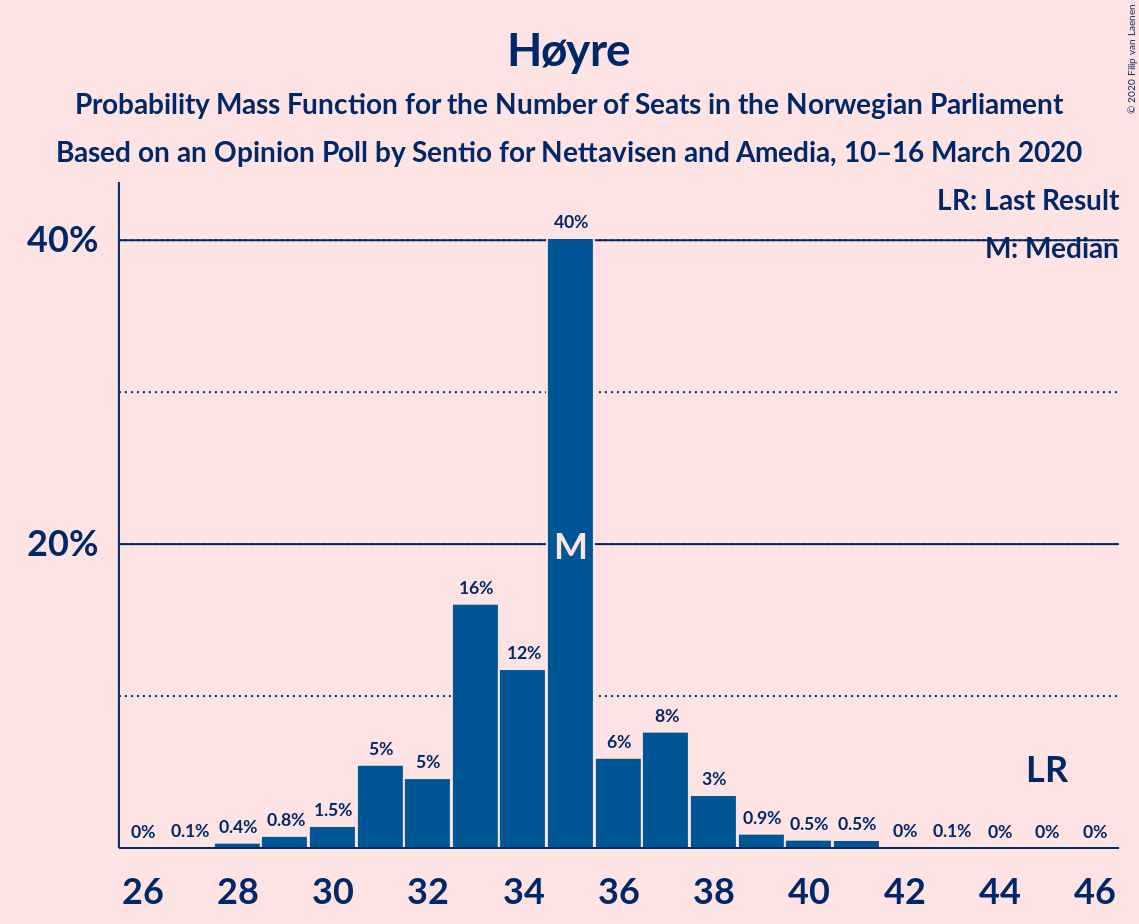 © 2020 Filip van Laenen
Høyre
Probability Mass Function for the Number of Seats in the Norwegian Parliament
Based on an Opinion Poll by Sentio for Nettavisen and Amedia, 10–16 March 2020
LR: Last Result
M: Median
40%
20%
0% 0.1% 0.4% 0.8% 1.5% 5% 5% 16% 12% 40% 6% 8% 3% 0.9% 0.5% 0.5% 0% 0.1% 0% 0% 0%
M
LR
26 28 30 32 34 36 38 40 42 44 46